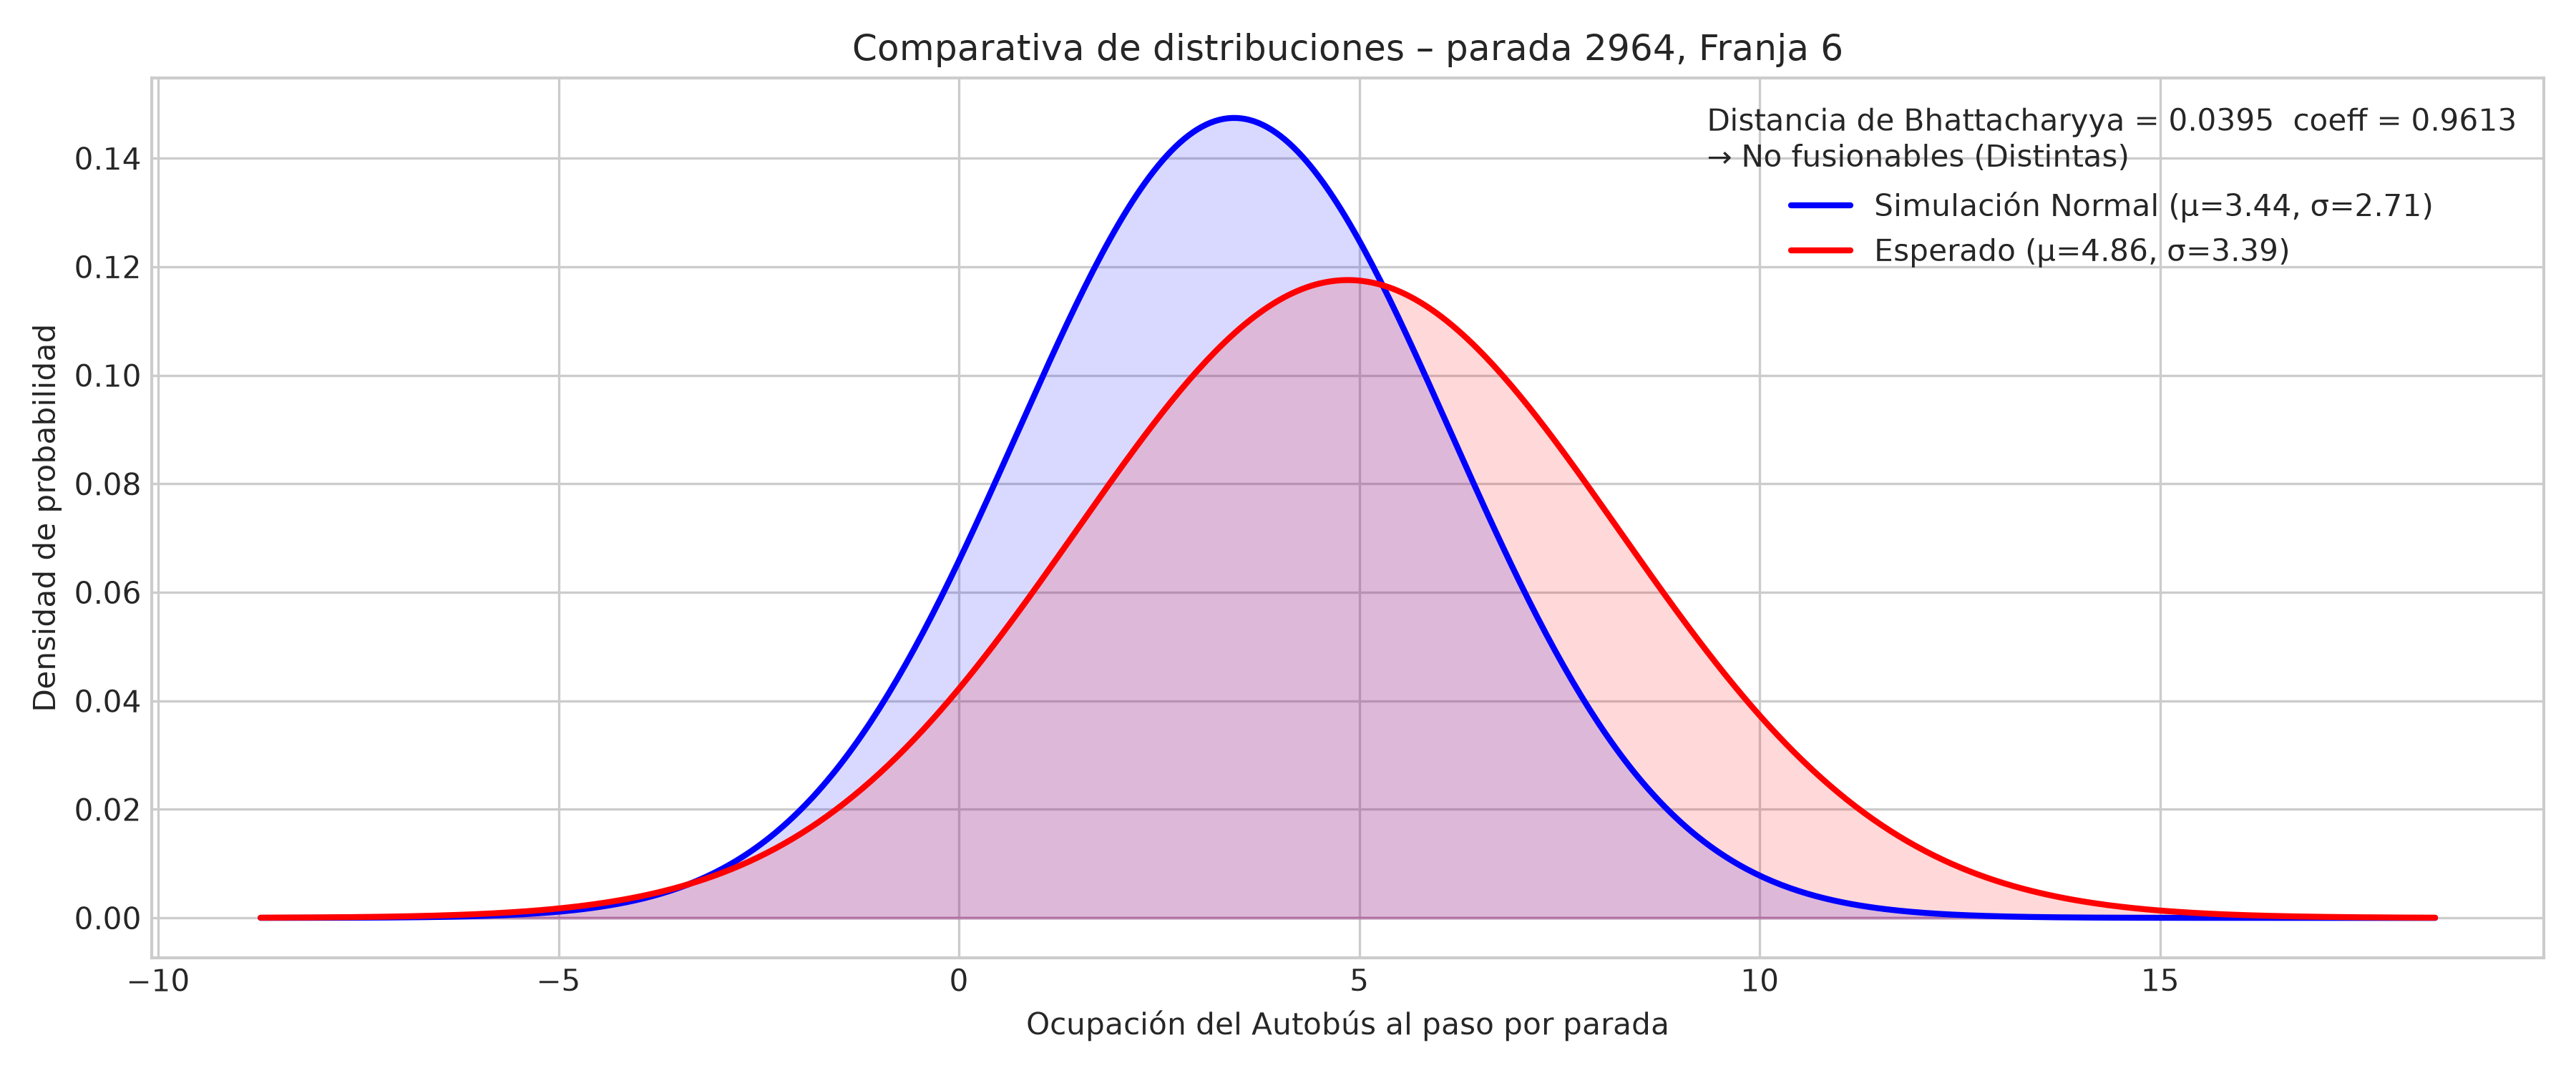 Comparativa de distribuciones – parada 2964, Franja 6
Distancia de Bhattacharyya = 0.0395  coeff = 0.9613
→ No fusionables (Distintas)
Simulación Normal (μ=3.44, σ=2.71)
Esperado (μ=4.86, σ=3.39)
Densidad de probabilidad
0.14
0.12
0.10
0.08
0.06
0.04
0.02
0.00
−10
−5
0
5
10
15
Ocupación del Autobús al paso por parada